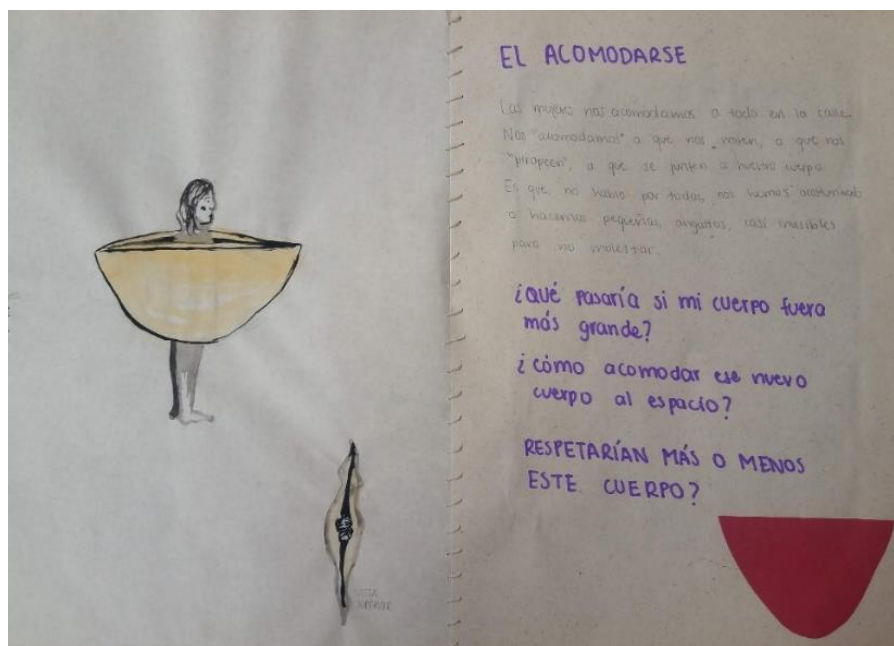 EL ACOMODARSE
Las mujeres nos acomodamos a todo en la calle.
Nos "acomodamos" a que nos miren, a que nos
"piropeen", a que se junten a nuestro cuerpo
Es que, no hablo por todas, nos hemos acostumbrado
a hacernos pequeñas, angostas, casi invisibles
para no molestar.
¿QUÉ PASARÍA SI MI CUERPO FUERA
MÁS GRANDE?
¿CÓMO ACOMODAR ESE NUEVO
CUERPO AL ESPACIO?
RESPETARÍAN MÁS O MENOS
ESTE CUERPO?
VISTA
SUPERIOR